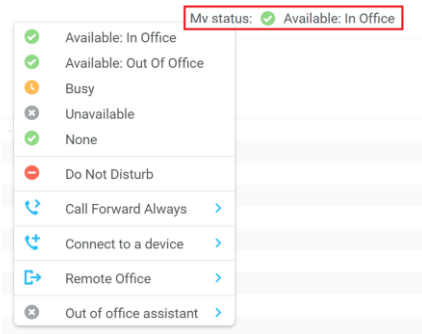 My status: Available: In Office
Available: In Office
Available: Out Of Office
Busy
Unavailable
None
Do Not Disturb
Call Forward Always
Connect to a device
Remote Office
Out of office assistant